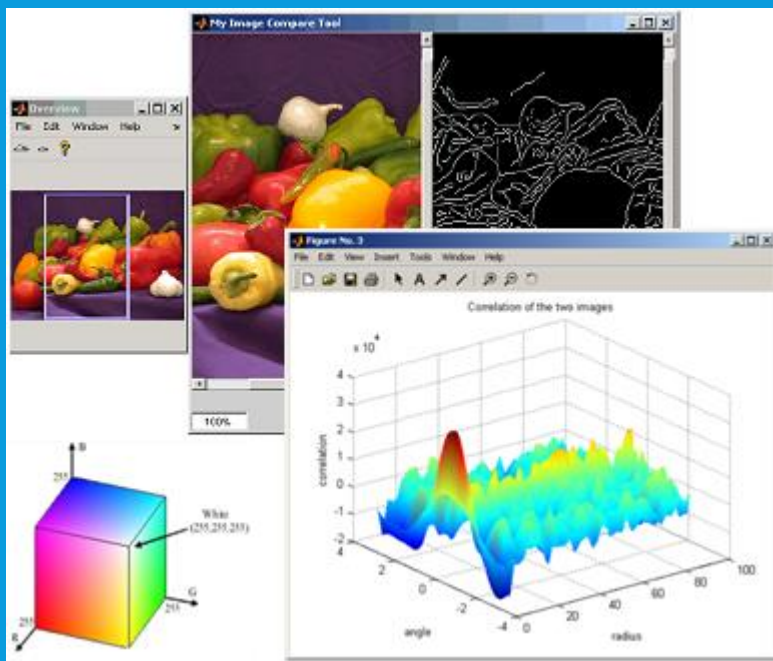 My Image Compare Tool
Overview
File Edit Window Help
100%
Figure No. 3
File Edit View Insert Tools Window Help
Correlation of the two images
x 10^4
4
3
2
1
0
-1
-2
correlation
4
2
0
-2
-4
angle
0
20
40
60
80
100
radius
B
255
White
(255,255,255)
G
255
255
R